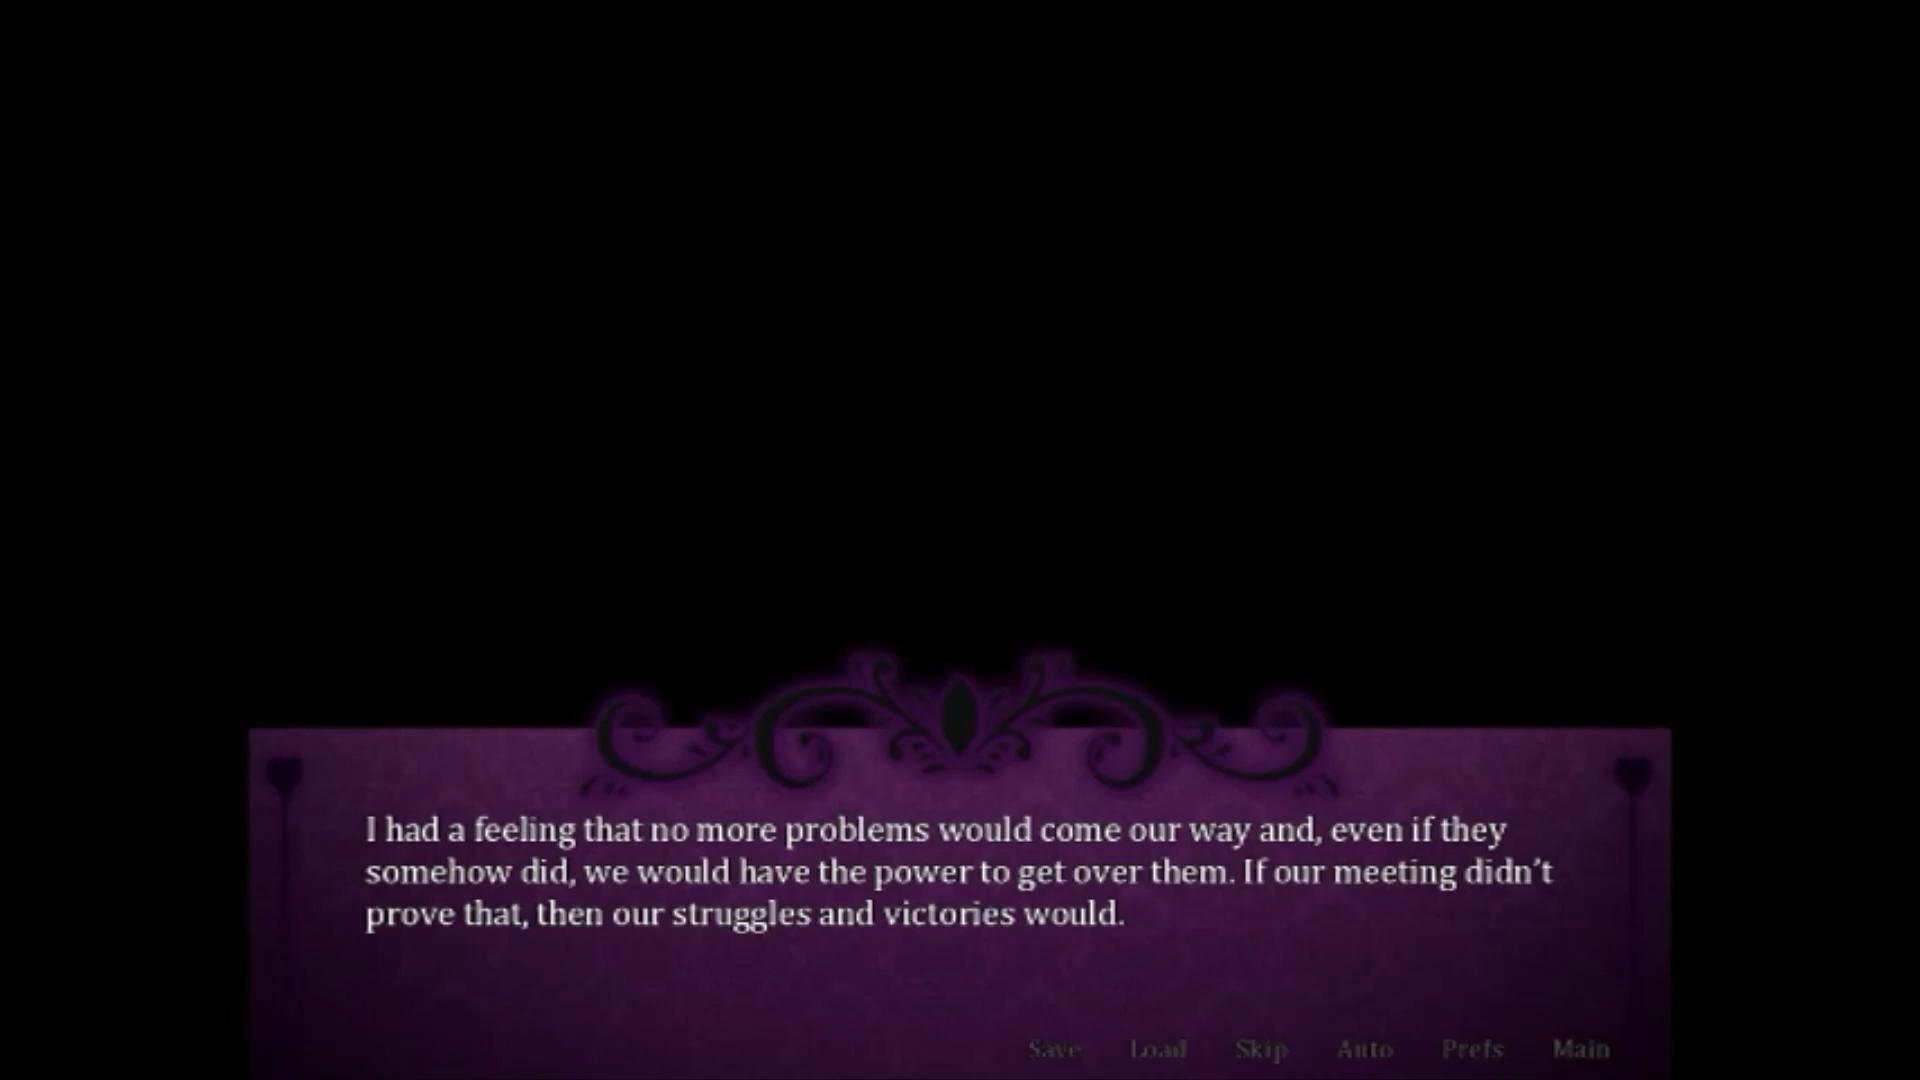 I had a feeling that no more problems would come our way and, even if they
somehow did, we would have the power to get over them. If our meeting didn’t
prove that, then our struggles and victories would.
Save Load Skip Auto Prefs Main